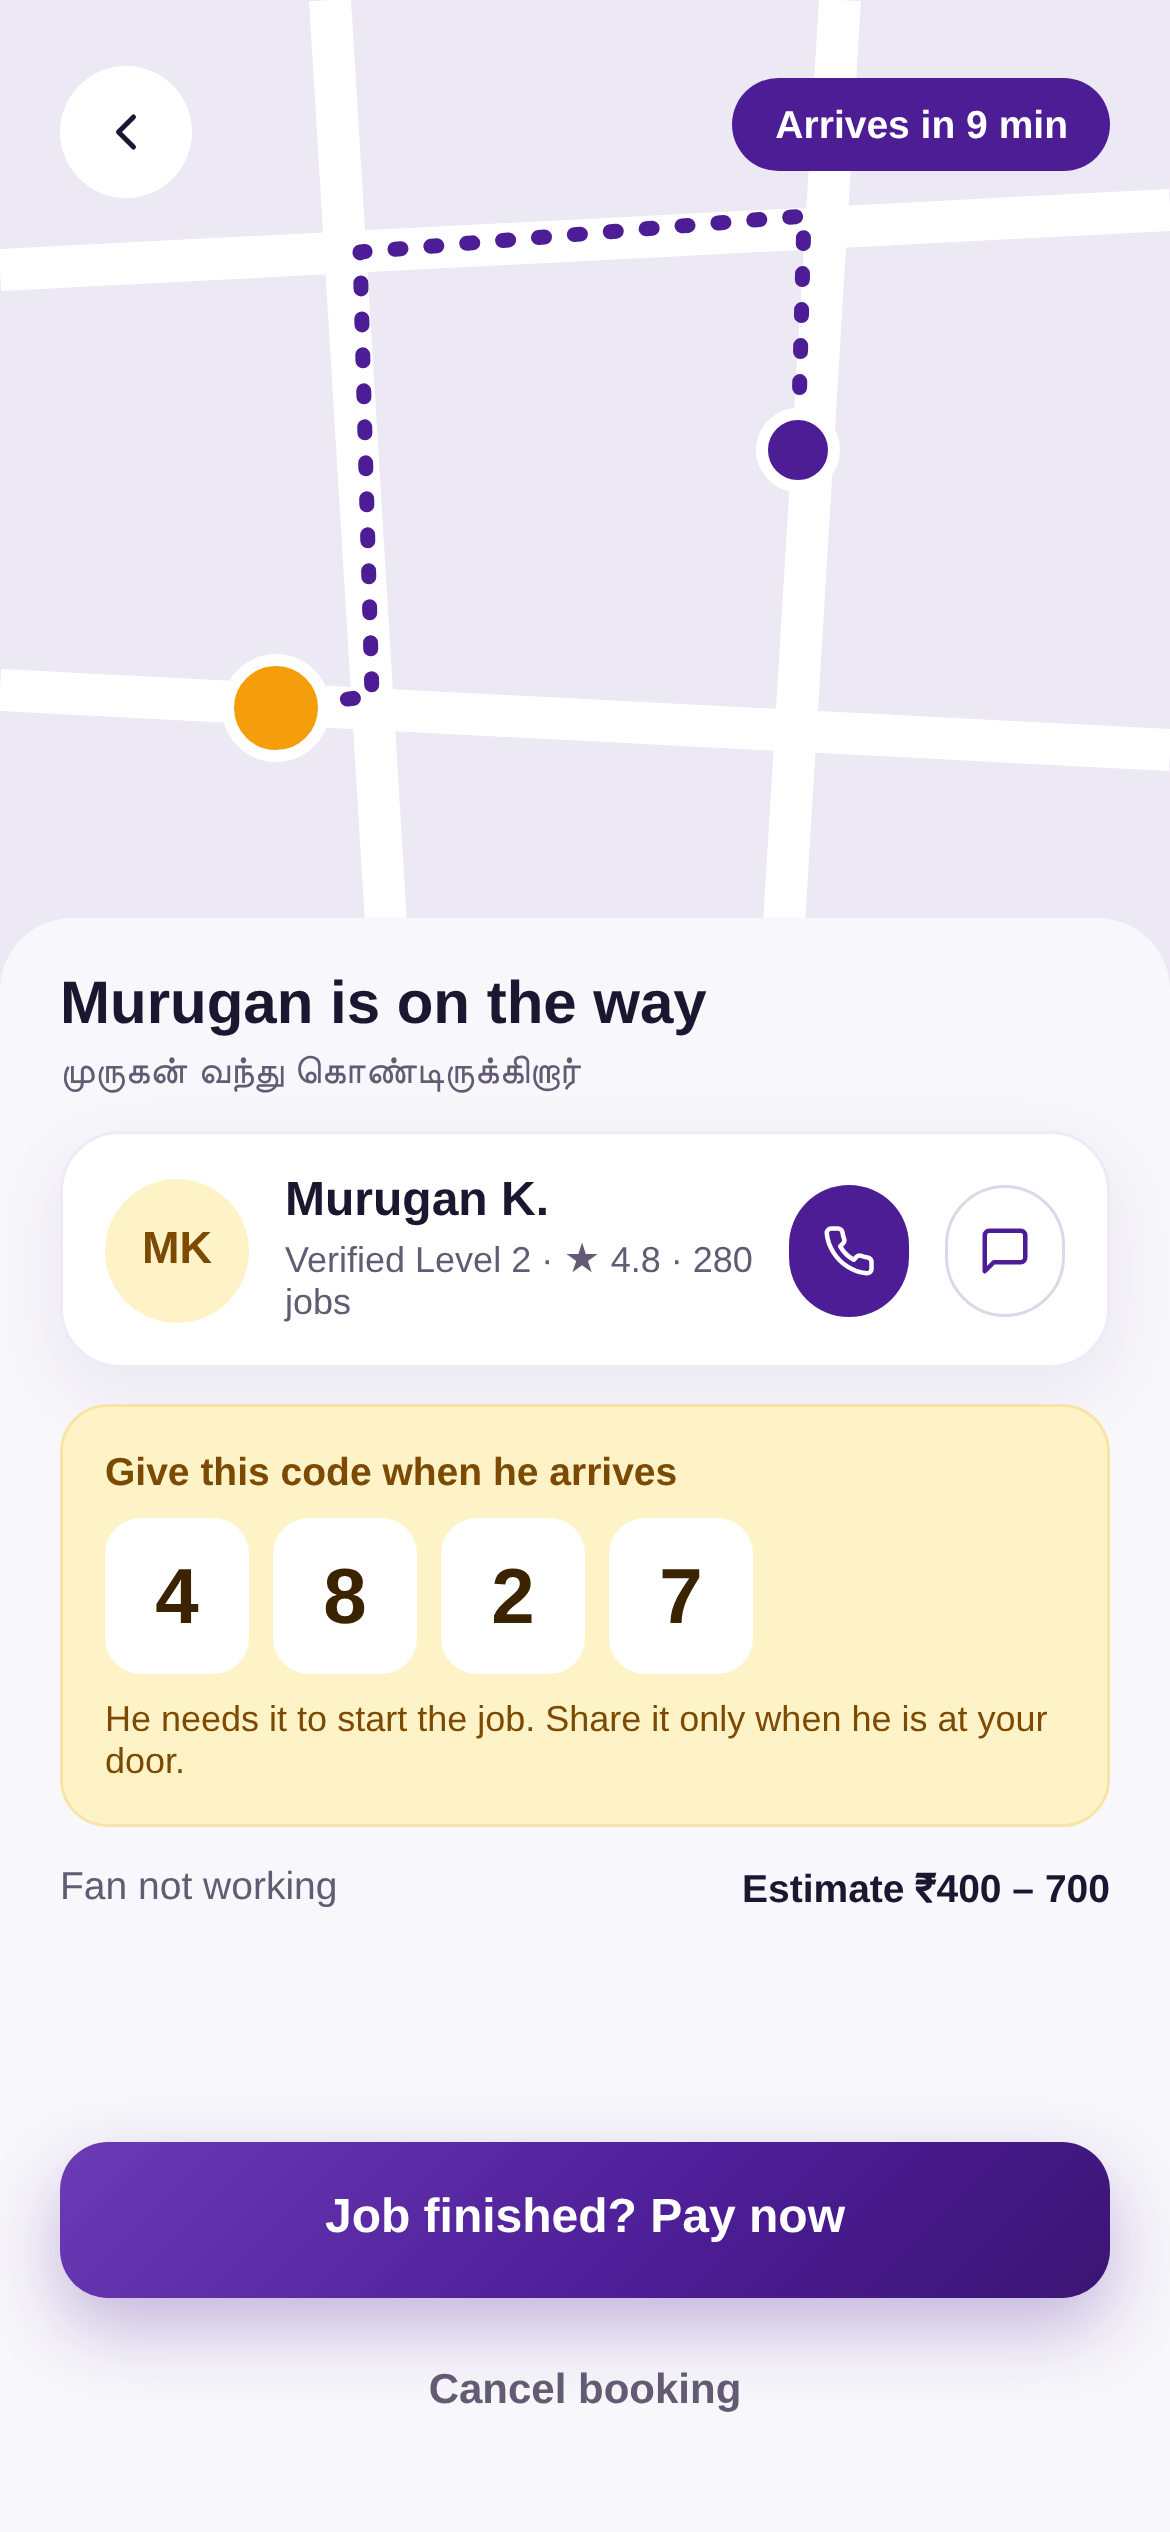 Arrives in 9 min
Murugan is on the way
முருகன் வந்து கொண்டிருக்கிறார்
MK
Murugan K.
Verified Level 2 · ★ 4.8 · 280
jobs
Give this code when he arrives
4 8 2 7
He needs it to start the job. Share it only when he is at your
door.
Fan not working
Estimate ₹400 – 700
Job finished? Pay now
Cancel booking